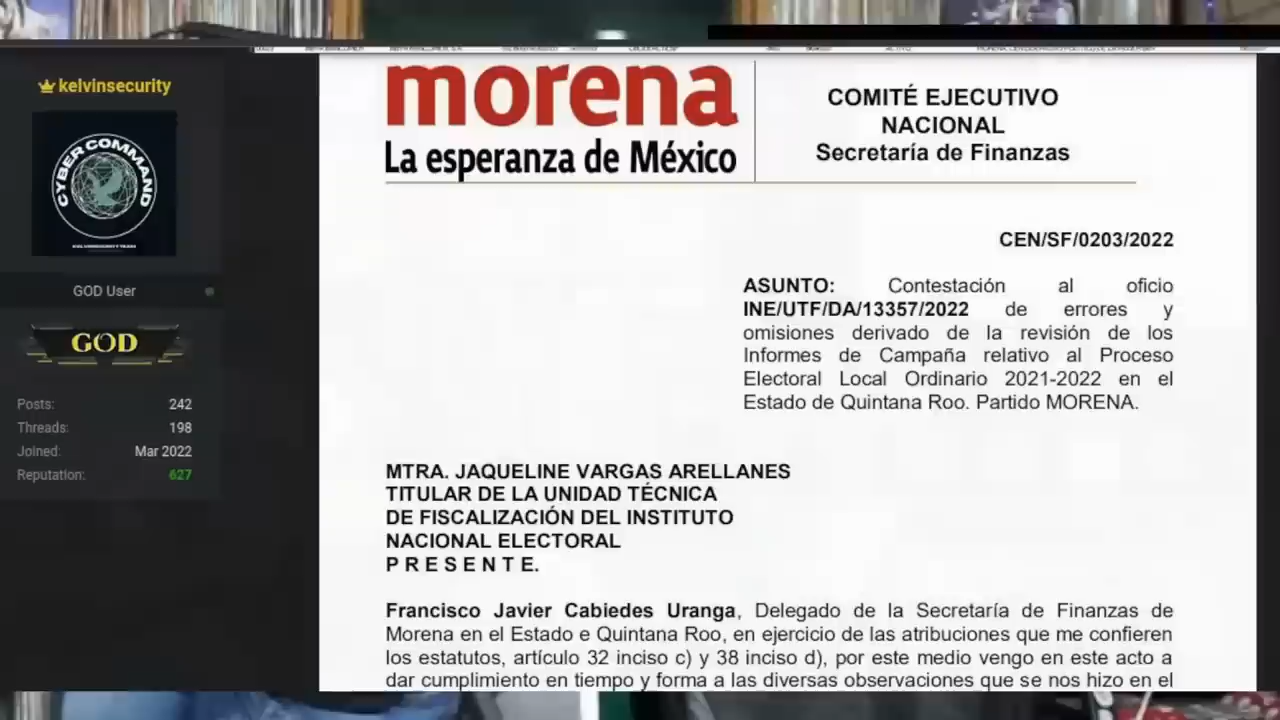 kelvinsecurity
CYBER COMMAND
KELVINSECURITY TEAM
GOD User
GOD
Posts: 242
Threads: 198
Joined: Mar 2022
Reputation: 627
morena
La esperanza de México
COMITÉ EJECUTIVO
NACIONAL
Secretaría de Finanzas
CEN/SF/0203/2022
ASUNTO: Contestación al oficio
INE/UTF/DA/13357/2022 de errores y
omisiones derivado de la revisión de los
Informes de Campaña relativo al Proceso
Electoral Local Ordinario 2021-2022 en el
Estado de Quintana Roo. Partido MORENA.
MTRA. JAQUELINE VARGAS ARELLANES
TITULAR DE LA UNIDAD TÉCNICA
DE FISCALIZACIÓN DEL INSTITUTO
NACIONAL ELECTORAL
P R E S E N T E.
Francisco Javier Cabiedes Uranga, Delegado de la Secretaría de Finanzas de
Morena en el Estado e Quintana Roo, en ejercicio de las atribuciones que me confieren
los estatutos, artículo 32 inciso c) y 38 inciso d), por este medio vengo en este acto a
dar cumplimiento en tiempo y forma a las diversas observaciones que se nos hizo en el